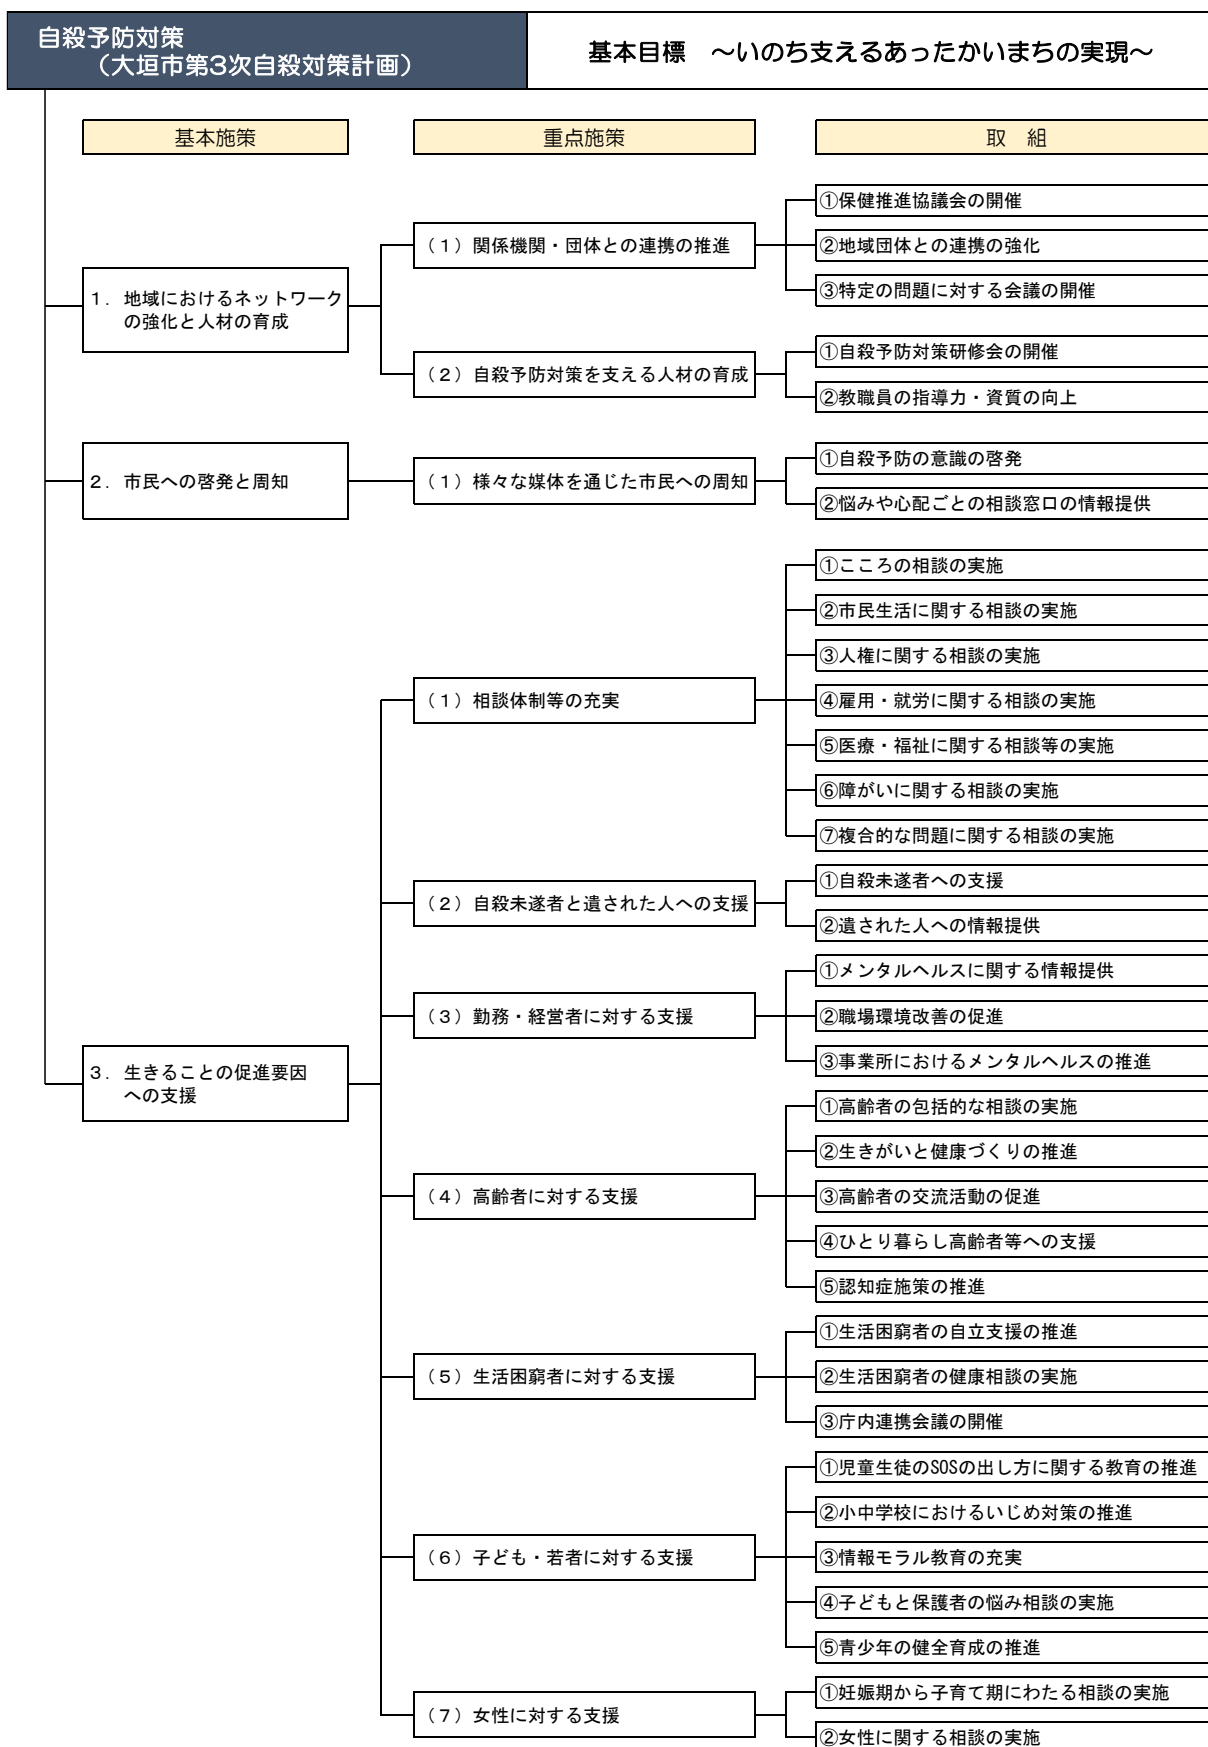 自殺予防対策
（大垣市第3次自殺対策計画）
基本目標　～いのち支えるあったかいまちの実現～
基本施策
重点施策
取　組
１．地域におけるネットワーク
の強化と人材の育成
（１）関係機関・団体との連携の推進
①保健推進協議会の開催
②地域団体との連携の強化
③特定の問題に対する会議の開催
（２）自殺予防対策を支える人材の育成
①自殺予防対策研修会の開催
②教職員の指導力・資質の向上
２．市民への啓発と周知
（１）様々な媒体を通じた市民への周知
①自殺予防の意識の啓発
②悩みや心配ごとの相談窓口の情報提供
３．生きることの促進要因
への支援
（１）相談体制等の充実
①こころの相談の実施
②市民生活に関する相談の実施
③人権に関する相談の実施
④雇用・就労に関する相談の実施
⑤医療・福祉に関する相談等の実施
⑥障がいに関する相談の実施
⑦複合的な問題に関する相談の実施
（２）自殺未遂者と遺された人への支援
①自殺未遂者への支援
②遺された人への情報提供
（３）勤務・経営者に対する支援
①メンタルヘルスに関する情報提供
②職場環境改善の促進
③事業所におけるメンタルヘルスの推進
（４）高齢者に対する支援
①高齢者の包括的な相談の実施
②生きがいと健康づくりの推進
③高齢者の交流活動の促進
④ひとり暮らし高齢者等への支援
⑤認知症施策の推進
（５）生活困窮者に対する支援
①生活困窮者の自立支援の推進
②生活困窮者の健康相談の実施
③庁内連携会議の開催
（６）子ども・若者に対する支援
①児童生徒のSOSの出し方に関する教育の推進
②小中学校におけるいじめ対策の推進
③情報モラル教育の充実
④子どもと保護者の悩み相談の実施
⑤青少年の健全育成の推進
（７）女性に対する支援
①妊娠期から子育て期にわたる相談の実施
②女性に関する相談の実施